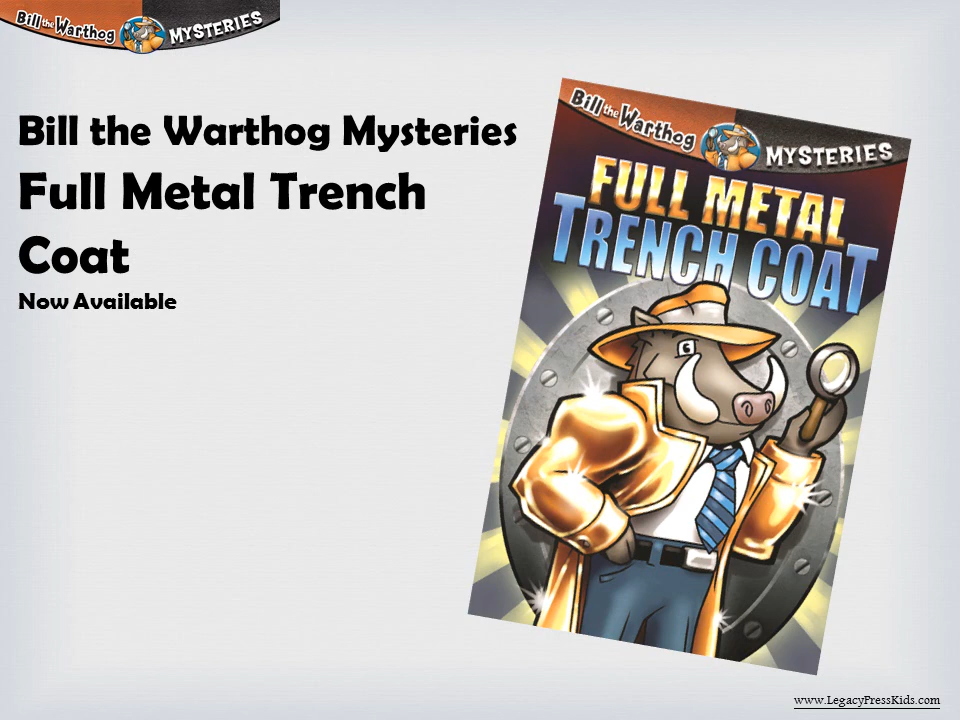 Bill the Warthog MYSTERIES
Bill the Warthog Mysteries
Full Metal Trench
Coat
Now Available
Bill the Warthog MYSTERIES
FULL METAL
TRENCH COAT
www.LegacyPressKids.com